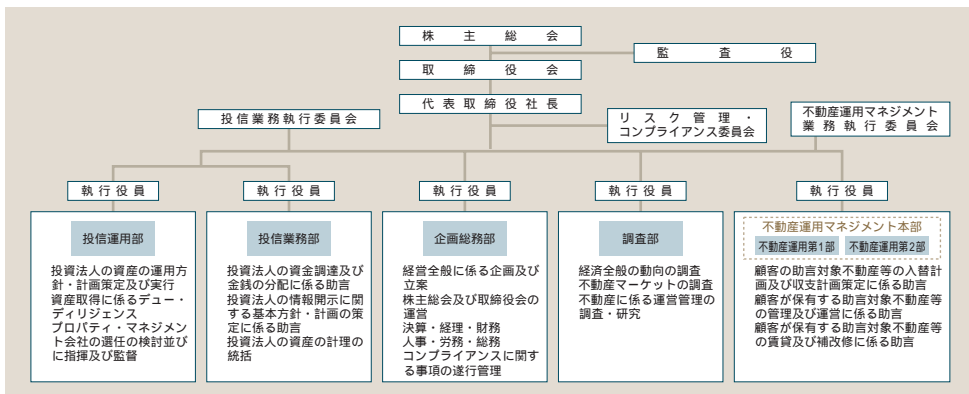 株主総会
監査役
取締役会
代表取締役社長
投信業務執行委員会
リスク管理・
コンプライアンス委員会
不動産運用マネジメント
業務執行委員会
執行役員
執行役員
執行役員
執行役員
執行役員
投信運用部
投資法人の資産の運用方
針・計画策定及び実行
資産取得に係るデュー・
ディリジェンス
プロパティ・マネジメン
ト会社の選任の検討並び
に指揮及び監督
投信業務部
投資法人の資金調達及び
金銭の分配に係る助言
投資法人の情報開示に関
する基本方針・計画の策
定に係る助言
投資法人の資産の計理の
統括
企画総務部
経営全般に係る企画及び
立案
株主総会及び取締役会の
運営
決算・経理・財務
人事・労務・総務
コンプライアンスに関す
る事項の遂行管理
調査部
経済全般の動向の調査
不動産マーケットの調査
不動産に係る運営管理の
調査・研究
不動産運用マネジメント本部
不動産運用第1部 不動産運用第2部
顧客の助言対象不動産等の入替計
画及び収支計画策定に係る助言
顧客が保有する助言対象不動産等
の管理及び運営に係る助言
顧客が保有する助言対象不動産等
の賃貸及び補改修に係る助言